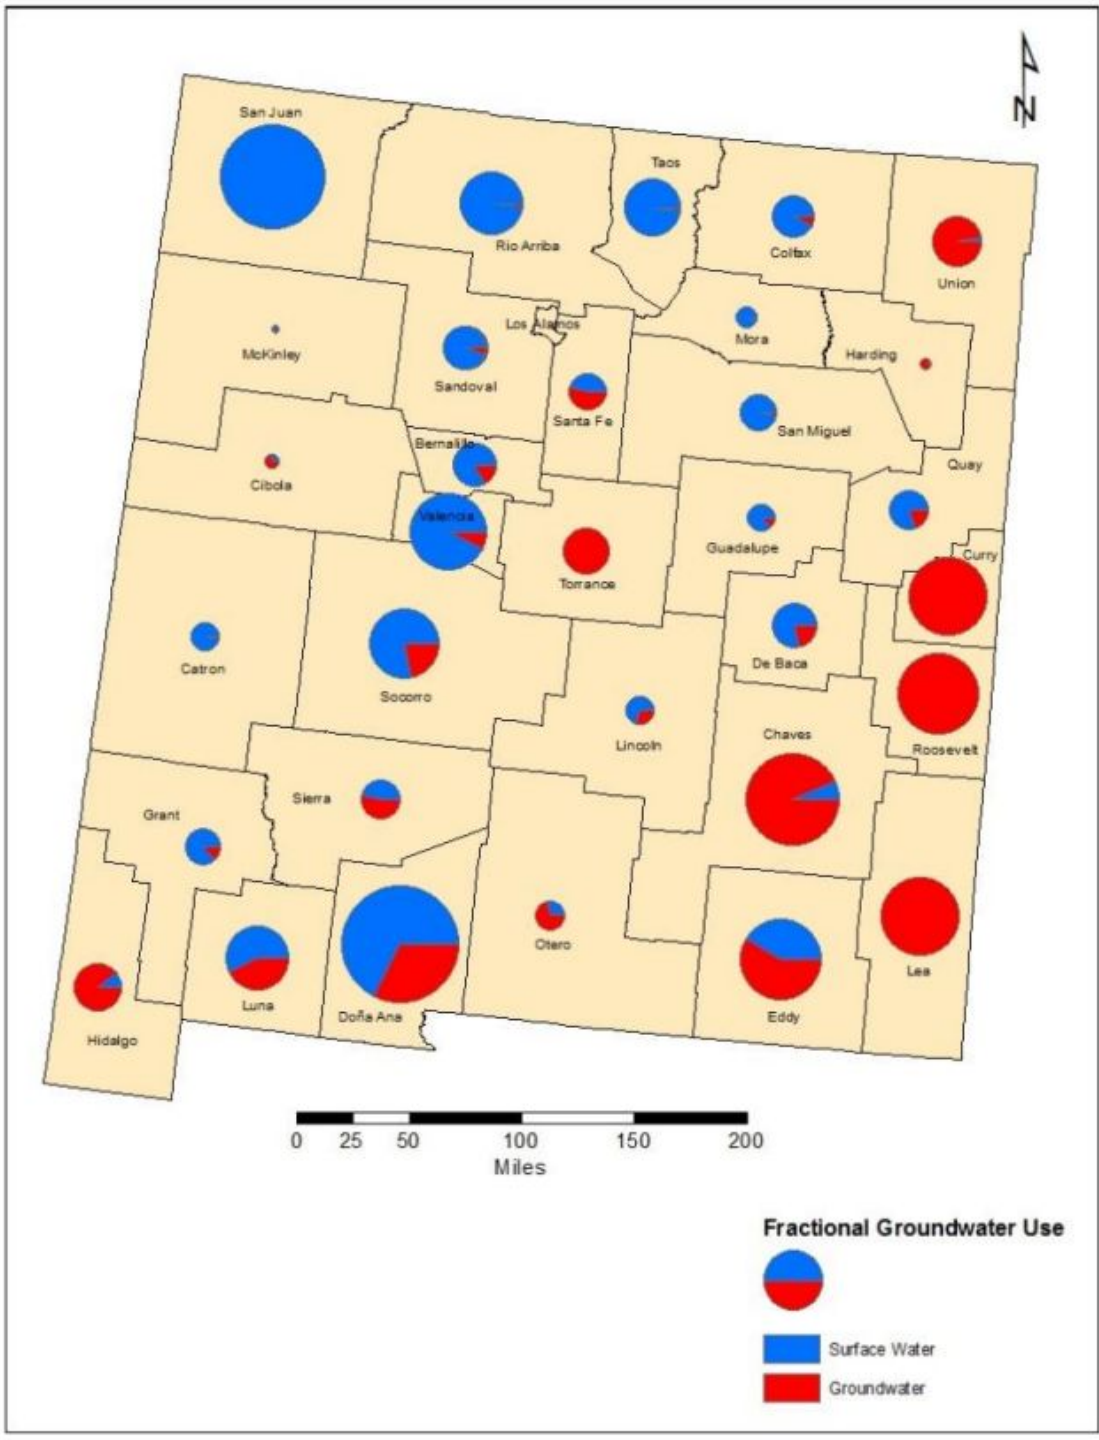 N
San Juan
Taos
Rio Arriba
Colfax
Union
Los Alamos
Mora
McKinley
Harding
Sandoval
Santa Fe
San Miguel
Bernalillo
Quay
Cibola
Valencia
Guadalupe
Curry
Torrance
De Baca
Catron
Socorro
Lincoln
Chaves
Roosevelt
Sierra
Grant
Otero
Lea
Luna
Doña Ana
Eddy
Hidalgo
0 25 50 100 150 200
Miles
Fractional Groundwater Use
Surface Water
Groundwater